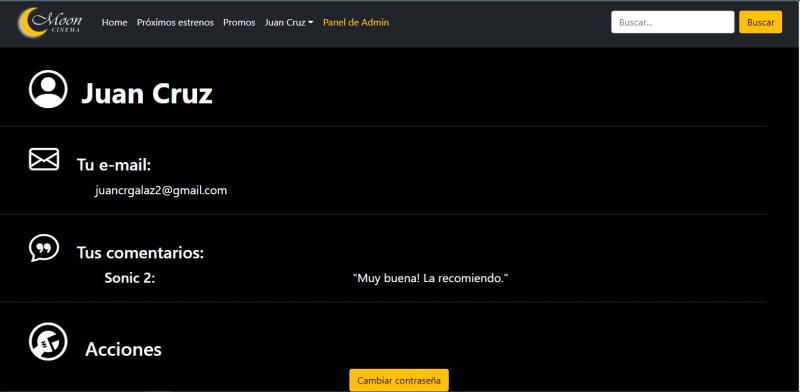 Moon
CINEMA
Home Próximos estrenos Promos Juan Cruz Panel de Admin Buscar... Buscar
Juan Cruz
Tu e-mail:
juancrgalaz2@gmail.com
Tus comentarios:
Sonic 2: "Muy buena! La recomiendo."
Acciones
Cambiar contraseña